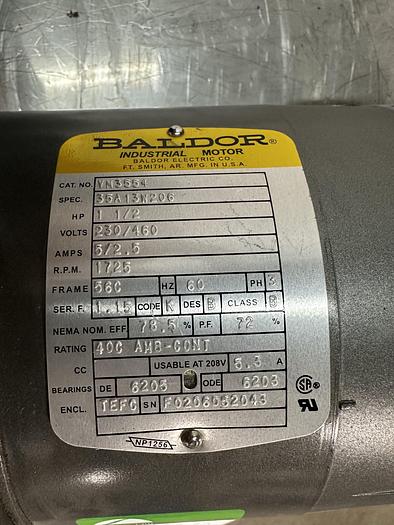 BALDOR®
INDUSTRIAL MOTOR
BALDOR ELECTRIC CO.
FT. SMITH, AR. MFG. IN U.S.A.
CAT. NO. VM3554
SPEC. 35A13M206
HP 1 1/2
VOLTS 230/460
AMPS 5/2.5
R.P.M. 1725
FRAME 56C HZ 60 PH 3
SER. F. 1.15 CODE K DES B CLASS B
NEMA NOM. EFF 78.5 % P.F. 72 %
RATING 40C AMB-CONT
CC USABLE AT 208V 5.3 A
BEARINGS DE 6205 ODE 6203
ENCL. TEFC SN F0206062043
NP1256